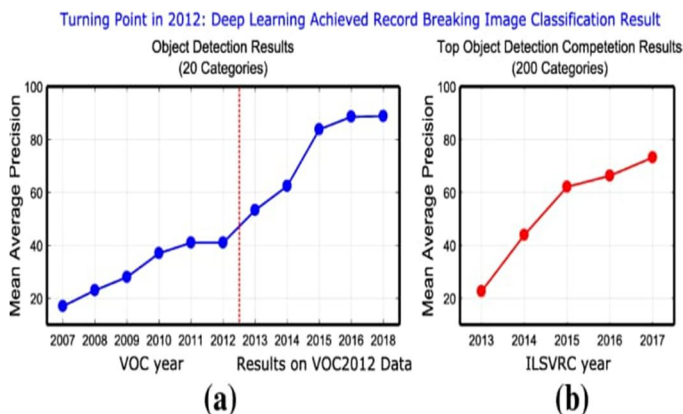 Turning Point in 2012: Deep Learning Achieved Record Breaking Image Classification Result
Object Detection Results
(20 Categories)
Mean Average Precision
100
80
60
40
20
2007 2008 2009 2010 2011 2012 2013 2014 2015 2016 2018
VOC year
Results on VOC2012 Data
(a)
Top Object Detection Competetion Results
(200 Categories)
Mean Average Precision
100
80
60
40
20
2013 2014 2015 2016 2017
ILSVRC year
(b)